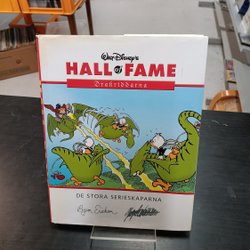 Walt Disney's
HALL of FAME
Drakriddarna
DE STORA SERIESKAPARNA